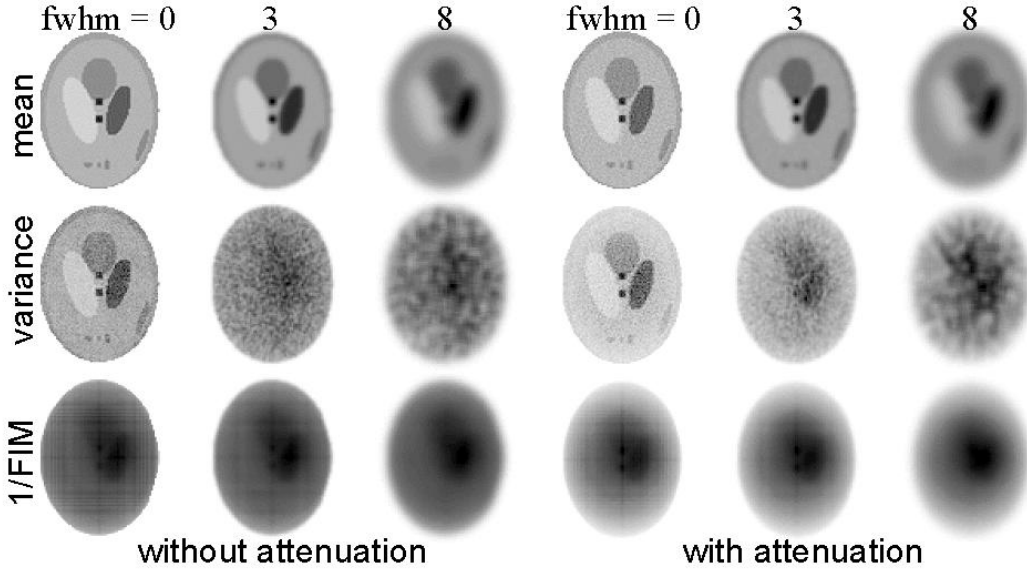 fwhm = 0 3 8 fwhm = 0 3 8
mean
variance
1/FIM
without attenuation with attenuation